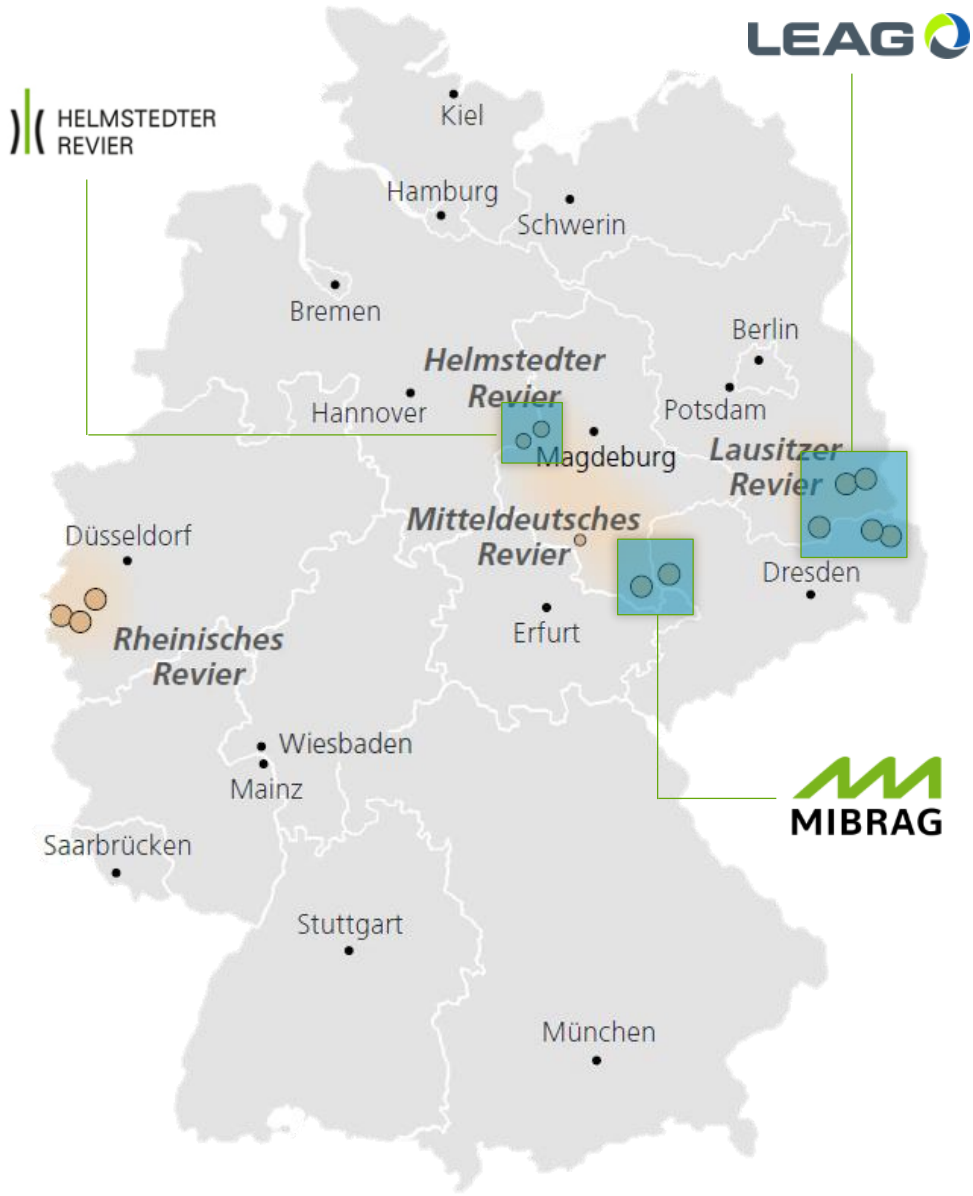 LEAG
HELMSTEDTER
REVIER
Kiel
Hamburg
Schwerin
Bremen
Berlin
Helmstedter
Revier
Hannover
Potsdam
Magdeburg
Lausitzer
Revier
Mitteldeutsches
Revier
Düsseldorf
Dresden
Erfurt
Rheinisches
Revier
Wiesbaden
Mainz
MIBRAG
Saarbrücken
Stuttgart
München